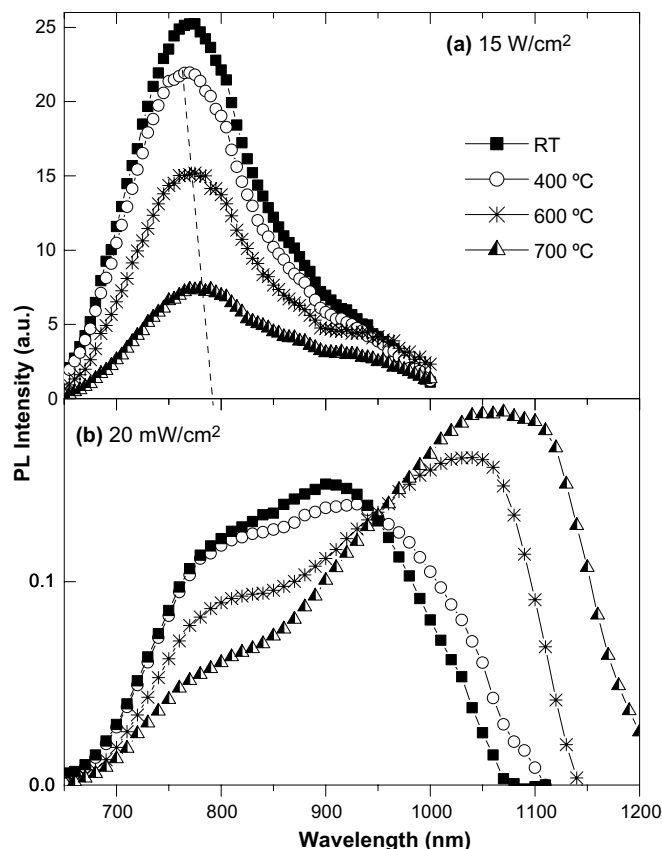 25
20
15
10
5
0
(a) 15 W/cm²
RT
400 ºC
600 ºC
700 ºC
PL Intensity (a.u.)
(b) 20 mW/cm²
0.1
0.0
700 800 900 1000 1100 1200
Wavelength (nm)